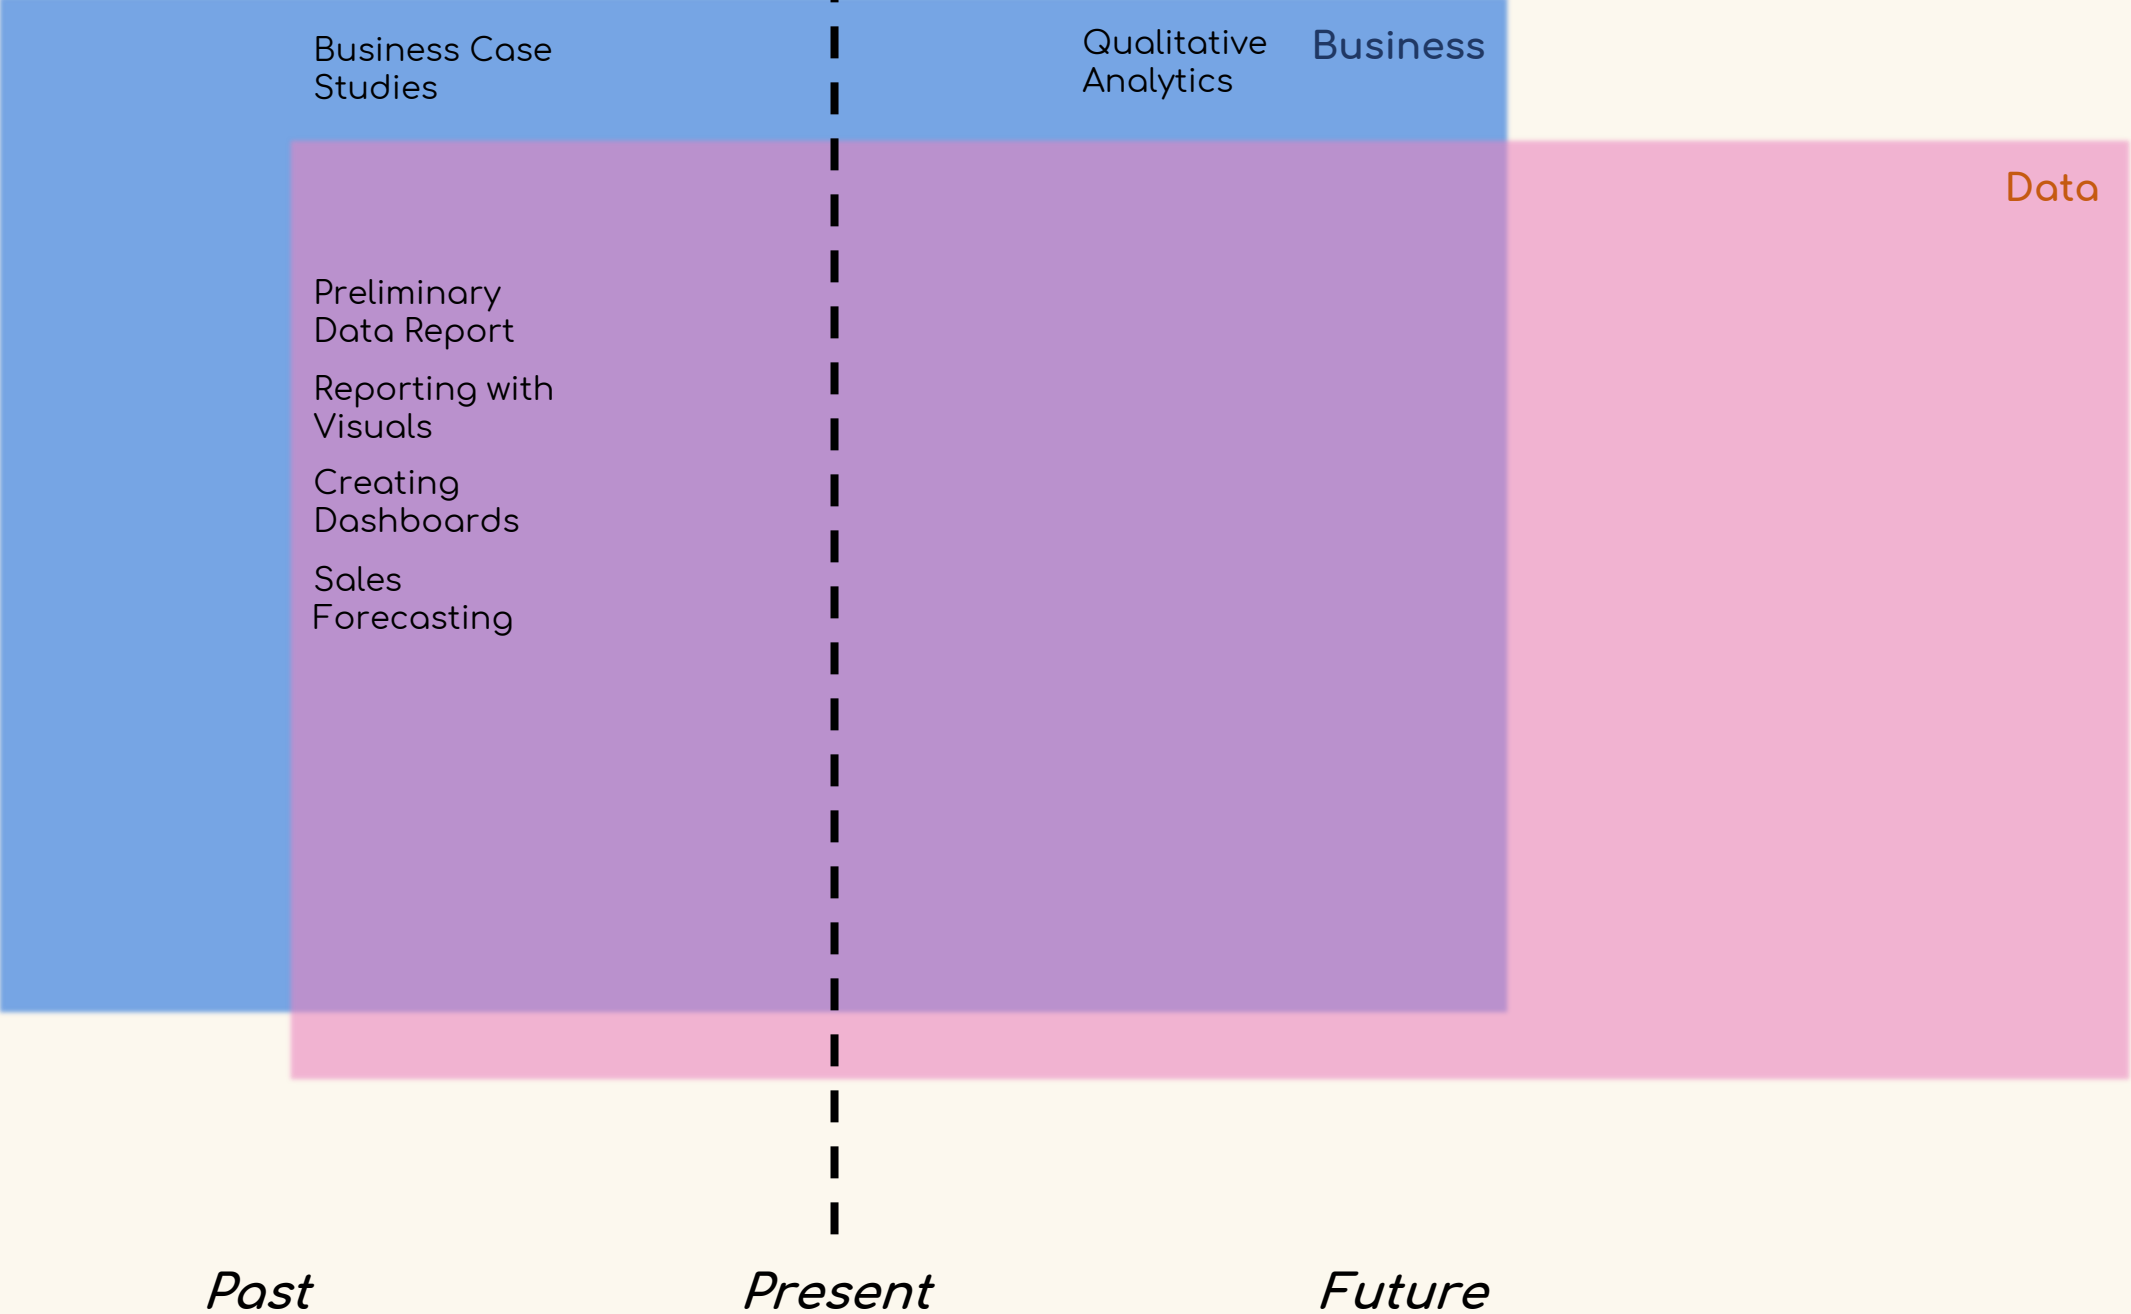 Business Case
Studies
Qualitative
Analytics
Business
Data
Preliminary
Data Report
Reporting with
Visuals
Creating
Dashboards
Sales
Forecasting
Past
Present
Future